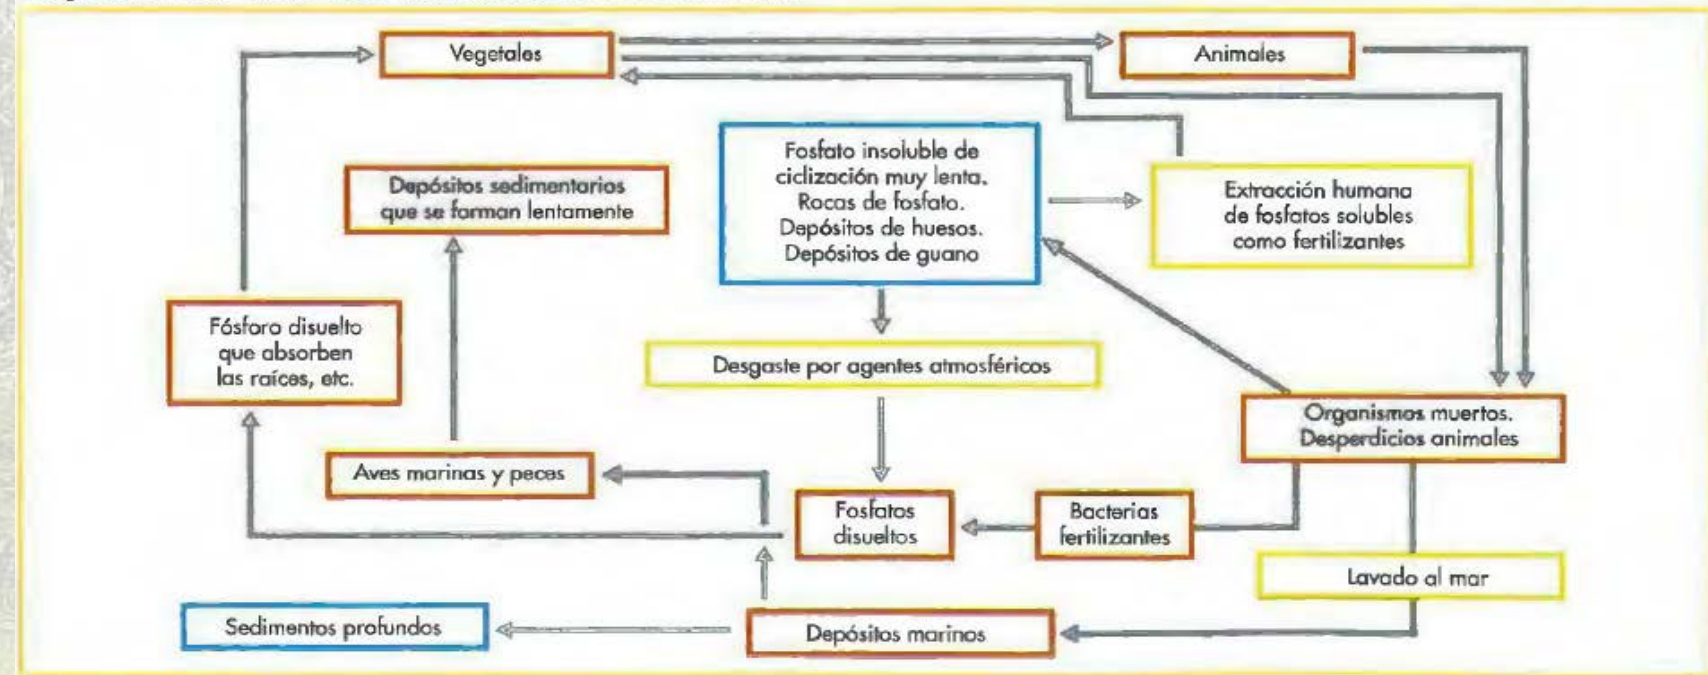 Vegetales
Animales
Fosfato insoluble de
ciclización muy lenta.
Rocas de fosfato.
Depósitos de huesos.
Depósitos de guano
Depósitos sedimentarios
que se forman lentamente
Extracción humana
de fosfatos solubles
como fertilizantes
Fósforo disuelto
que absorben
las raíces, etc.
Desgaste por agentes atmosféricos
Organismos muertos.
Desperdicios animales
Aves marinas y peces
Fosfatos
disueltos
Bacterias
fertilizantes
Lavado al mar
Sedimentos profundos
Depósitos marinos